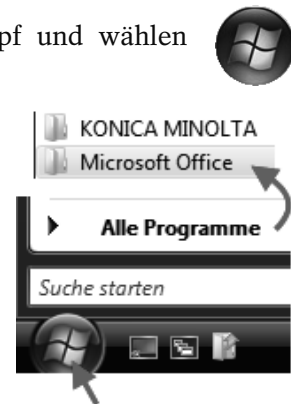 pf und wählen
KONICA MINOLTA
Microsoft Office
Alle Programme
Suche starten